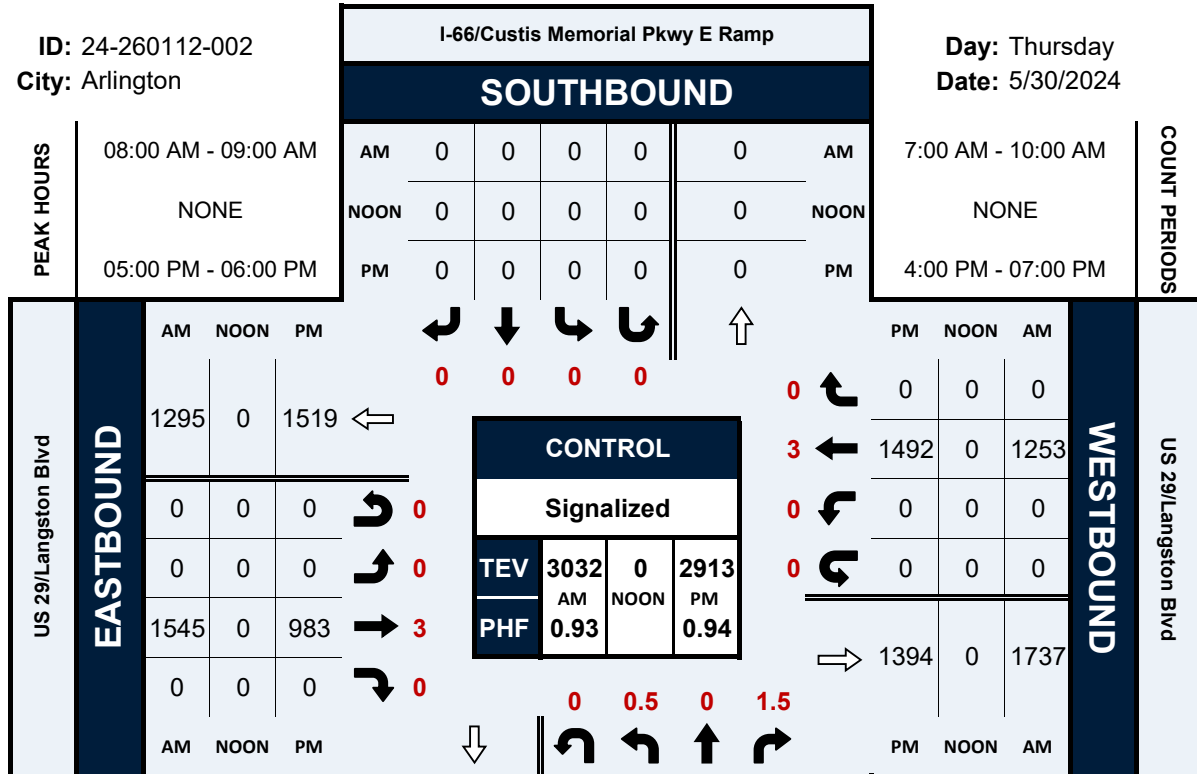 I-66/Custis Memorial Pkwy E Ramp
ID: 24-260112-002
Day: Thursday
City: Arlington
Date: 5/30/2024
SOUTHBOUND
PEAK HOURS
08:00 AM - 09:00 AM
NONE
05:00 PM - 06:00 PM
AM 0 0 0 0 0 AM
NOON 0 0 0 0 0 NOON
PM 0 0 0 0 0 PM
7:00 AM - 10:00 AM
NONE
4:00 PM - 07:00 PM
COUNT PERIODS
0 0 0 0
US 29/Langston Blvd
EASTBOUND
AM NOON PM
1295 0 1519
0 0 0 0
0 0 0 0
1545 0 983 3
0 0 0 0
AM NOON PM
CONTROL
Signalized
TEV 3032 0 2913
AM NOON PM
PHF 0.93 0.94
PM NOON AM
0 0 0 0
3 1492 0 1253
0 0 0 0
0 0 0 0
1394 0 1737
PM NOON AM
WESTBOUND
US 29/Langston Blvd
0 0.5 0 1.5